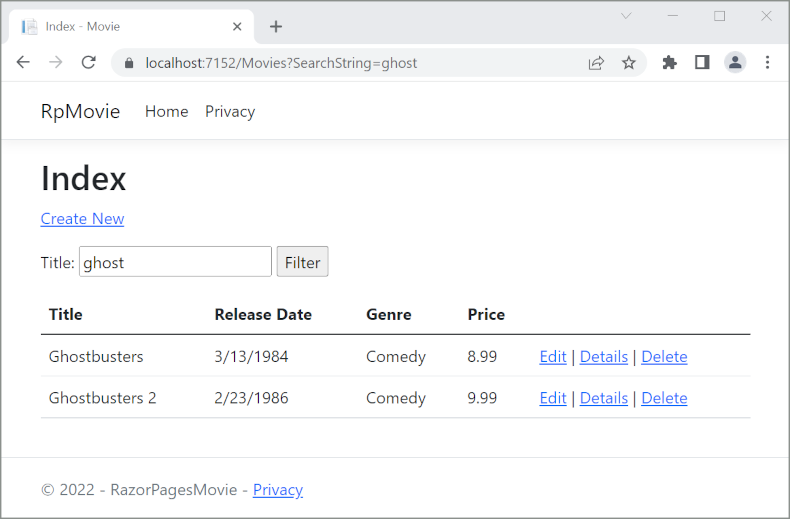 Index - Movie
localhost:7152/Movies?SearchString=ghost
RpMovie Home Privacy
Index
Create New
Title: ghost Filter
Title Release Date Genre Price
Ghostbusters 3/13/1984 Comedy 8.99 Edit | Details | Delete
Ghostbusters 2 2/23/1986 Comedy 9.99 Edit | Details | Delete
© 2022 - RazorPagesMovie - Privacy